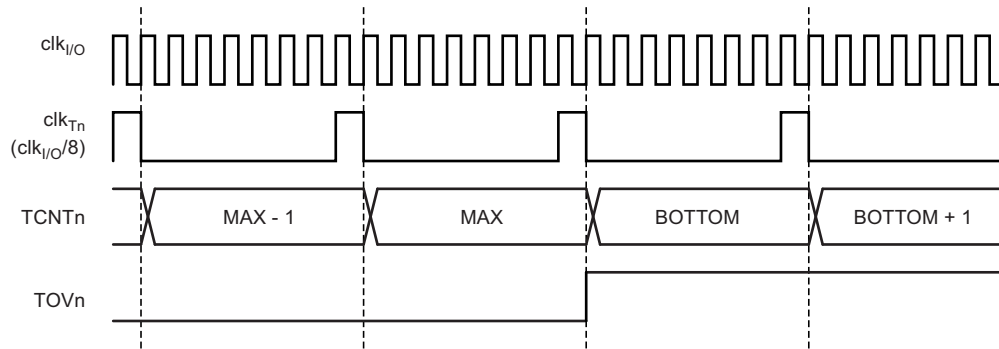 clkI/O
clkTn
(clkI/O/8)
TCNTn MAX - 1 MAX BOTTOM BOTTOM + 1
TOVn